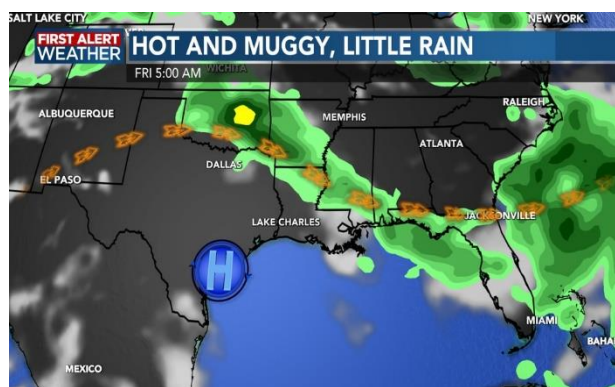 SALT LAKE CITY
NEW YORK
FIRST ALERT
WEATHER
HOT AND MUGGY, LITTLE RAIN
FRI 5:00 AM
WICHITA
ALBUQUERQUE
MEMPHIS
RALEIGH
ATLANTA
EL PASO
DALLAS
LAKE CHARLES
JACKSONVILLE
H
MIAMI
MEXICO
BAHA